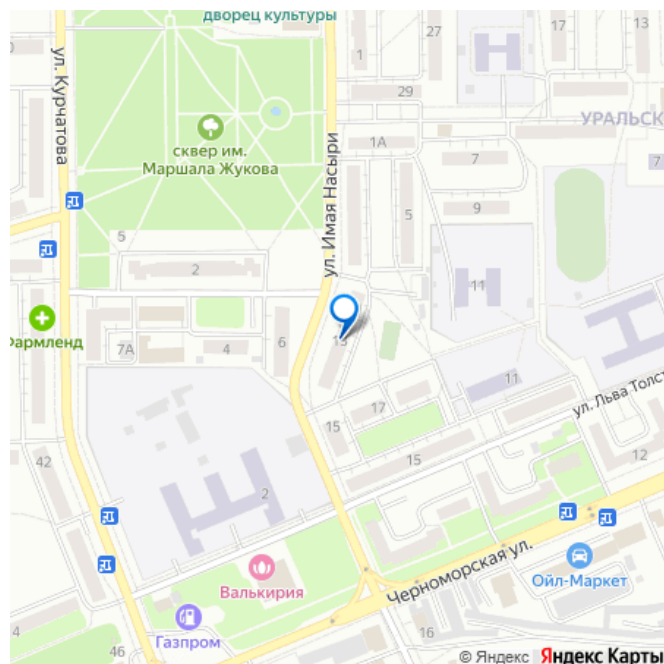 дворец культуры
ул. Курчатова
1
27
17
13
29
УРАЛЬСК
сквер им.
Маршала Жукова
1А
7
7
5
9
ул. Имая Насыри
5
2
11
13
Фармленд
7А
4
6
11
ул. Льва Толст
17
15
15
42
12
2
Черноморская ул.
Валькирия
Ойл-Маркет
Газпром
46
16
© Яндекс Яндекс Карты